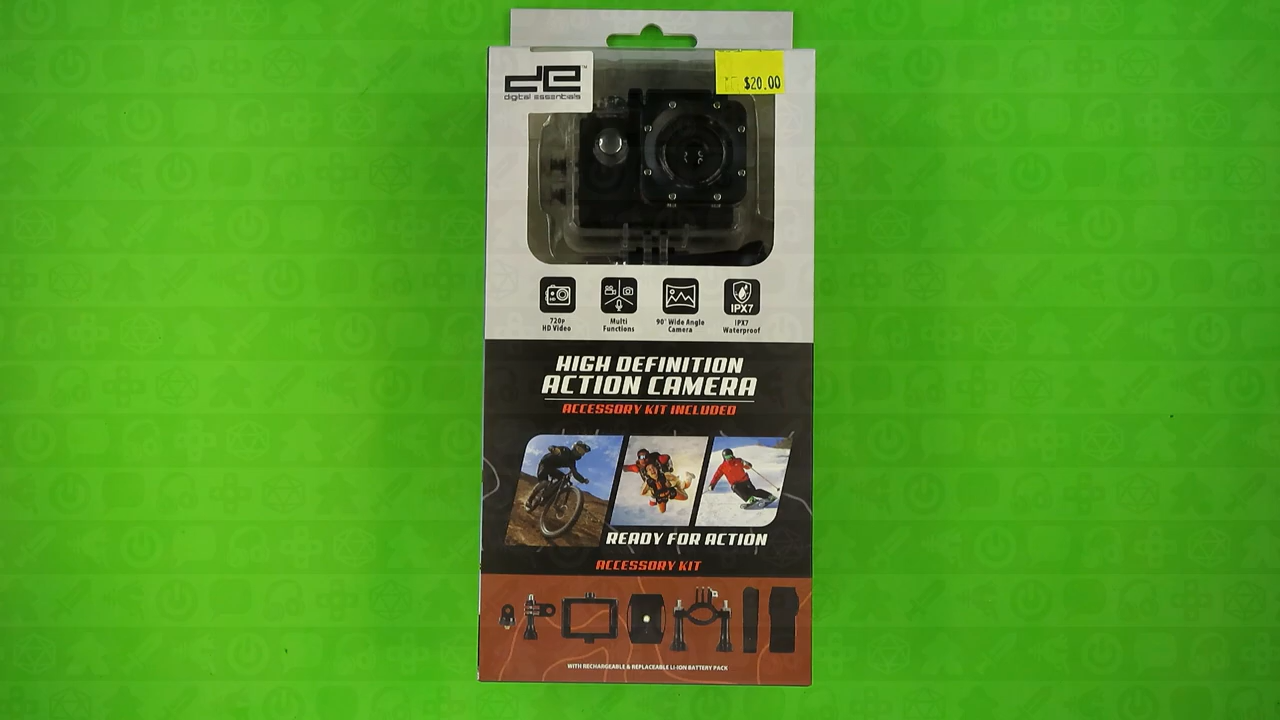 de™
digital essentials
$20.00
720P
HD Video
Multi
Functions
90° Wide Angle
Camera
IPX7
IPX7
Waterproof
HIGH DEFINITION
ACTION CAMERA
ACCESSORY KIT INCLUDED
READY FOR ACTION
ACCESSORY KIT
WITH RECHARGEABLE & REPLACEABLE LI-ION BATTERY PACK